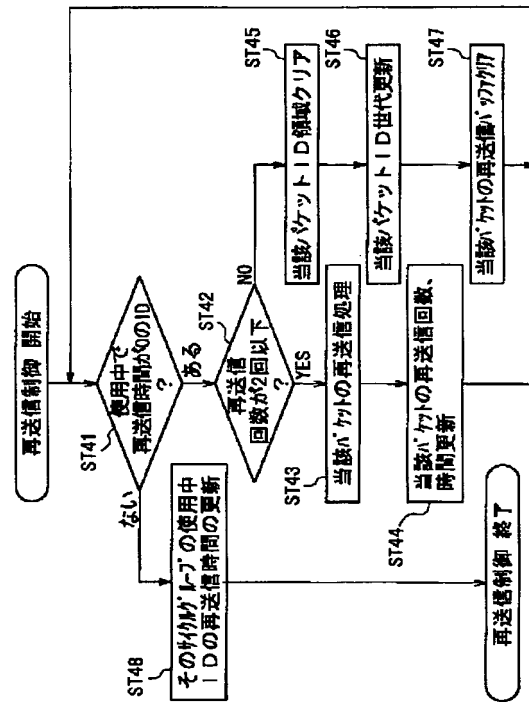 再送信制御 開始
ST41
使用中で
再送信時間が0のID
?
ない
ある
ST42
再送信
回数が2回以下
?
NO
YES
ST43
当該パケットの再送信処理
ST44
当該パケットの再送信回数、
時間更新
ST45
当該パケットID領域クリア
ST46
当該パケットID世代更新
ST47
当該パケットの再送信バッファクリア
ST48
そのサイクルグループの使用中
IDの再送信時間の更新
再送信制御 終了